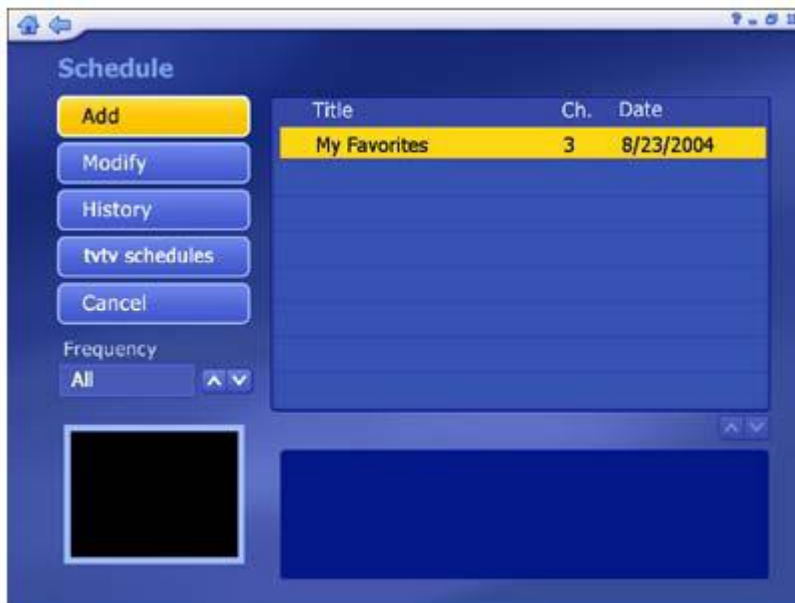 Schedule
Add
Modify
History
tvtv schedules
Cancel
Frequency
All
Title Ch. Date
My Favorites 3 8/23/2004